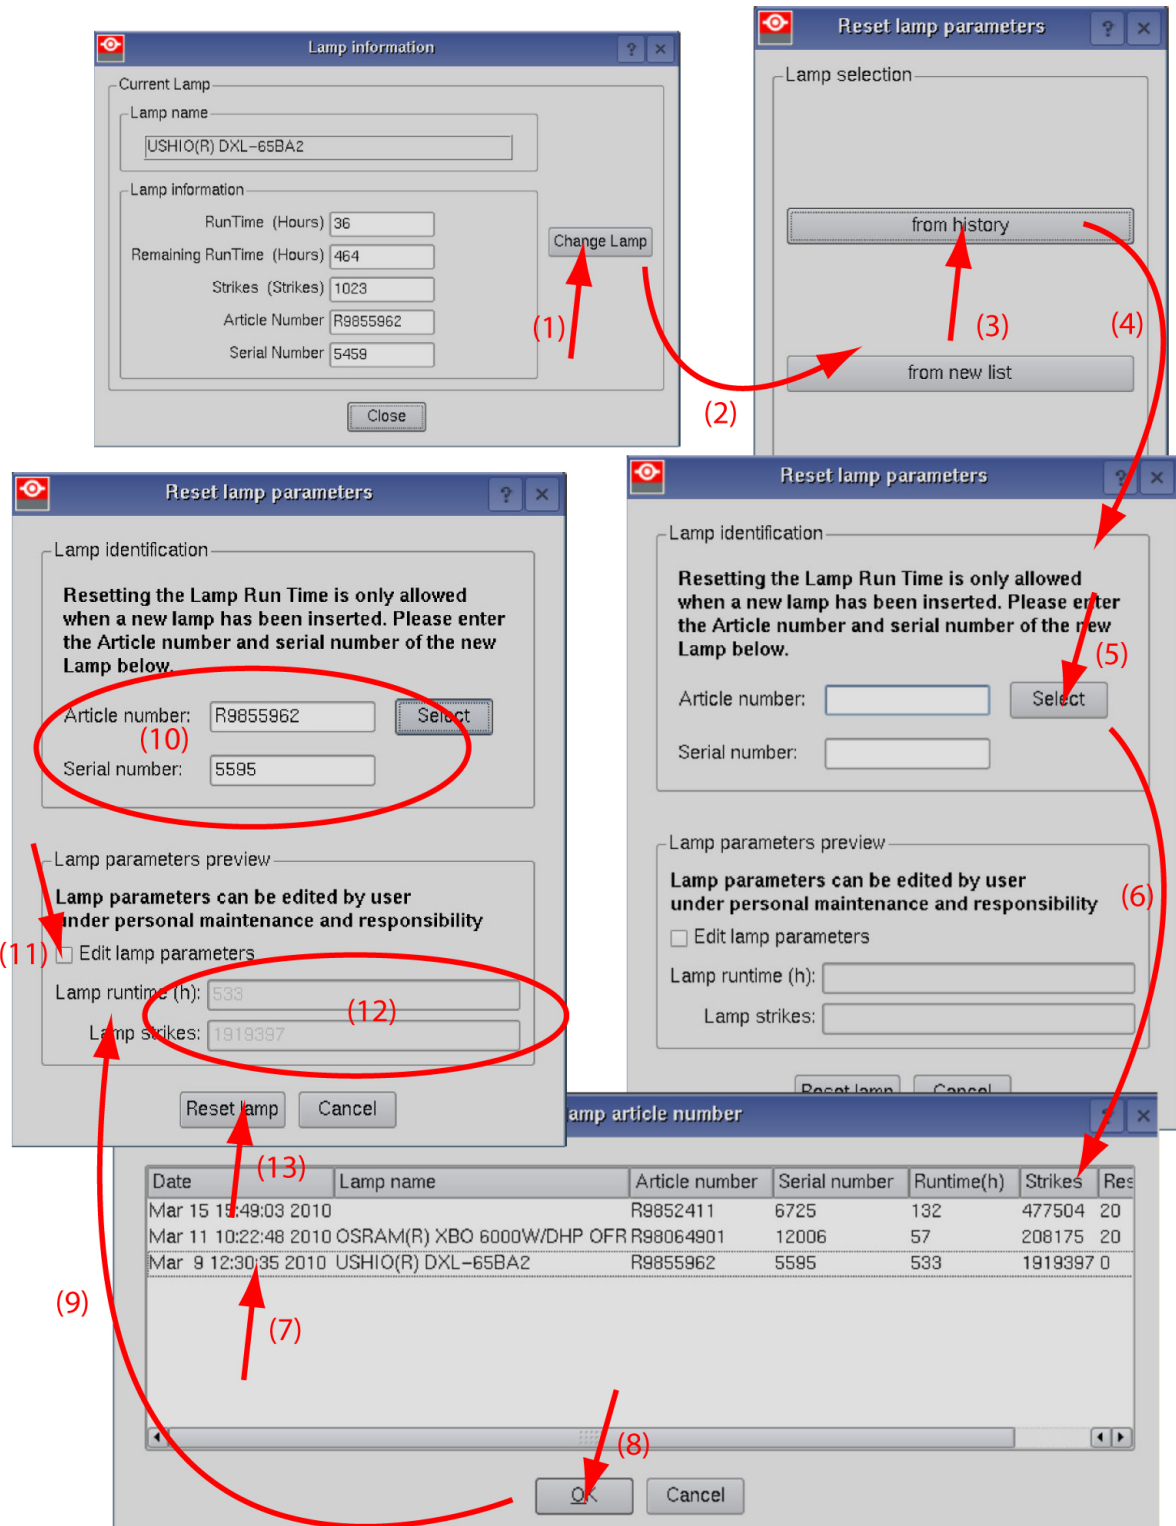 Lamp information
? ×
Current Lamp
Lamp name
USHIO(R) DXL-65BA2
Lamp information
RunTime (Hours) 36
Remaining RunTime (Hours) 464
Strikes (Strikes) 1023
Article Number R9855962
Serial Number 5459
Change Lamp
(1)
Close
(2)
Reset lamp parameters
? ×
Lamp selection
from history
(3)
(4)
from new list
Reset lamp parameters
? ×
Lamp identification
Resetting the Lamp Run Time is only allowed
when a new lamp has been inserted. Please enter
the Article number and serial number of the new
Lamp below.
(5)
Article number:
Select
Serial number:
Lamp parameters preview
Lamp parameters can be edited by user
under personal maintenance and responsibility
(6)
Edit lamp parameters
Lamp runtime (h):
Lamp strikes:
Reset lamp Cancel
Reset lamp parameters
? ×
Lamp identification
Resetting the Lamp Run Time is only allowed
when a new lamp has been inserted. Please enter
the Article number and serial number of the new
Lamp below.
Article number: R9855962 Select
(10)
Serial number: 5595
Lamp parameters preview
Lamp parameters can be edited by user
under personal maintenance and responsibility
(11) Edit lamp parameters
Lamp runtime (h): 533
(12)
Lamp strikes: 1919397
Reset lamp Cancel
(13)
amp article number
? ×
Date Lamp name Article number Serial number Runtime(h) Strikes Res
Mar 15 15:49:03 2010 R9852411 6725 132 477504 20
Mar 11 10:22:48 2010 OSRAM(R) XBO 6000W/DHP OFR R98064901 12006 57 208175 20
Mar 9 12:30:35 2010 USHIO(R) DXL-65BA2 R9855962 5595 533 1919397 0
(9)
(7)
(8)
OK Cancel